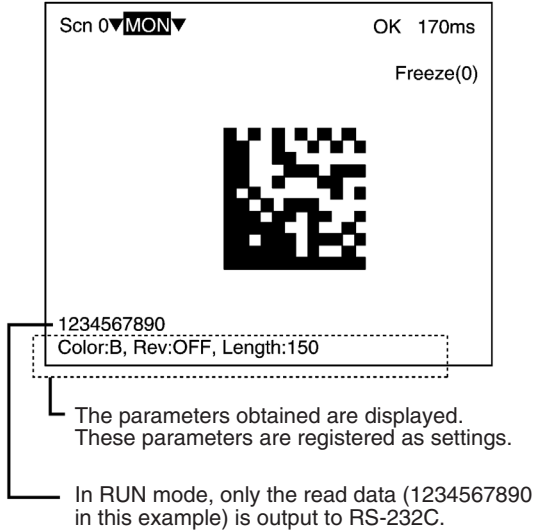 Scn 0▼MON▼ OK 170ms
Freeze(0)
1234567890
Color:B, Rev:OFF, Length:150
The parameters obtained are displayed.
These parameters are registered as settings.
In RUN mode, only the read data (1234567890
in this example) is output to RS-232C.